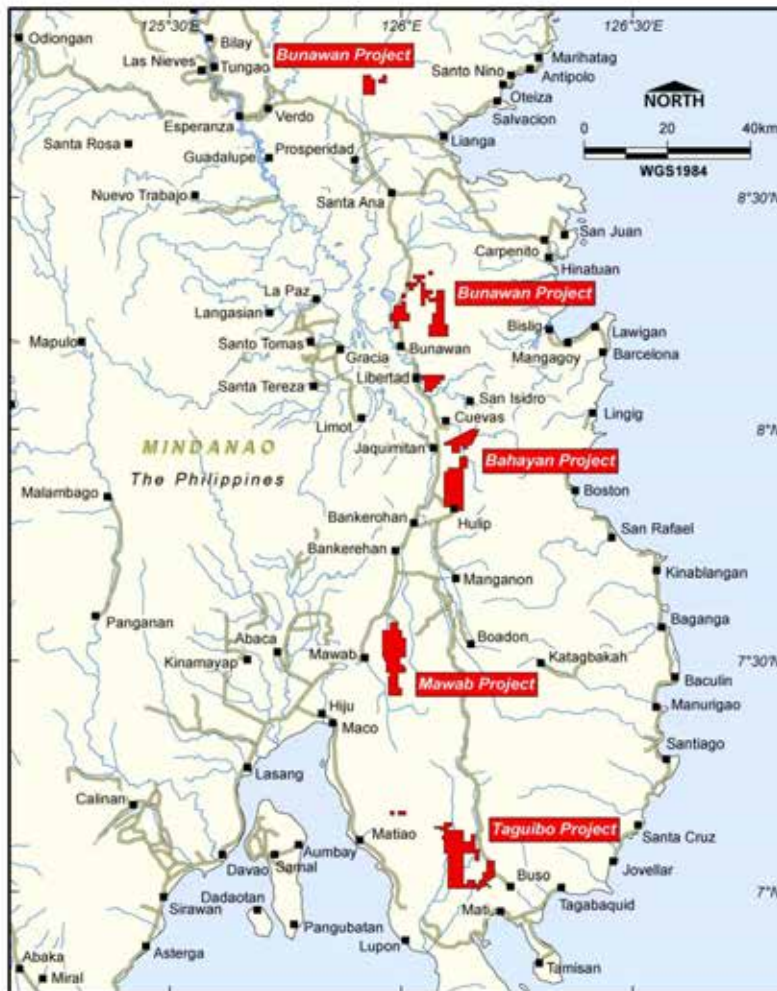 125°30'E
126°E
126°30'E
Odiongan
Bilay
Bunawan Project
Marihatag
Las Nieves
Tungao
Santo Nino
Antipolo
Oteiza
NORTH
Salvacion
Esperanza
Verdo
Lianga
0 20 40km
WGS1984
Santa Rosa
Guadalupe
Prosperidad
Nuevo Trabajo
Santa Ana
8°30'N
San Juan
Carpenito
Hinatuan
La Paz
Bunawan Project
Langasian
Bislig
Lawigan
Mapulo
Santo Tomas
Gracia
Bunawan
Mangagoy
Barcelona
Libertad
Santa Tereza
San Isidro
Limot
Cuevas
Lingig
8°N
MINDANAO
Jaquimitan
Bahayan Project
The Philippines
Malambago
Boston
Bankerohan
Hulip
San Rafael
Bankerehan
Manganon
Kinablangan
Panganan
Baganga
Abaca
Boadon
Kinamayap
Mawab
Katagbakah
7°30'N
Mawab Project
Baculin
Manurigao
Hiju
Maco
Santiago
Lasang
Calinan
Taguibo Project
Santa Cruz
Matiao
Aumbay
Davao
Samal
Jovellar
Buso
7°N
Dadaotan
Tagabaquid
Sirawan
Mati
Pangubatan
Lupon
Asterga
Abaka
Tamisan
Miral